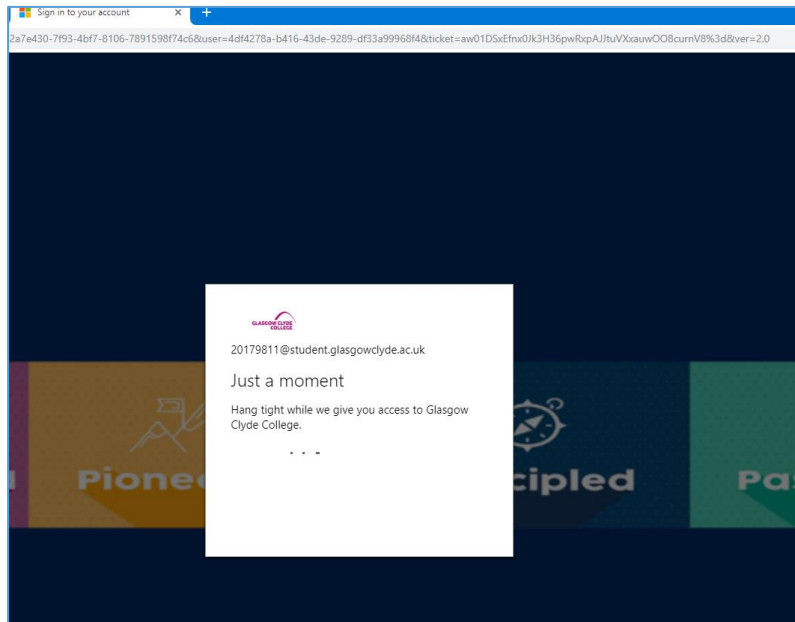 Sign in to your account
2a7e430-7f93-4bf7-8106-7891598f74c6&user=4df4278a-b416-43de-9289-df33a99968f4&ticket=aw01DSxEfnx0Jk3H36pwRxpAJJtuVXxauwOO8curnV8%3d&ver=2.0
GLASGOW CLYDE
COLLEGE
20179811@student.glasgowclyde.ac.uk
Just a moment
Hang tight while we give you access to Glasgow
Clyde College.
Pionee
cipled
Pas